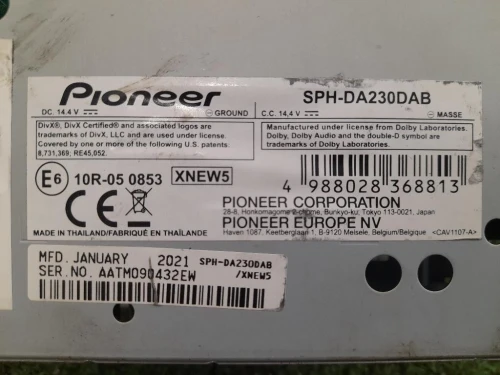 Pioneer
SPH-DA230DAB
DC. 14.4 V GROUND C.C. 14,4 V MASSE
DivX®, DivX Certified® and associated logos are
trademarks of DivX, LLC and are used under license.
Covered by one or more of the following U.S. patents:
8,731,369; RE45,052.
Manufactured under license from Dolby Laboratories.
Dolby, Dolby Audio and the double-D symbol are
trademarks of Dolby Laboratories.
E6 10R-05 0853 XNEW5
4 988028 368813
CE
MADE IN THAILAND/FABRIQUÉ EN THAÏLANDE
PIONEER CORPORATION
28-8, Honkomagome 2-chome, Bunkyo-ku, Tokyo 113-0021, Japan
PIONEER EUROPE NV
Haven 1087, Keetberglaan 1, B-9120 Melsele, Belgium/Belgique <CAV1107-A>
MFD. JANUARY 2021 SPH-DA230DAB
SER.NO. AATM090432EW /XNEW5